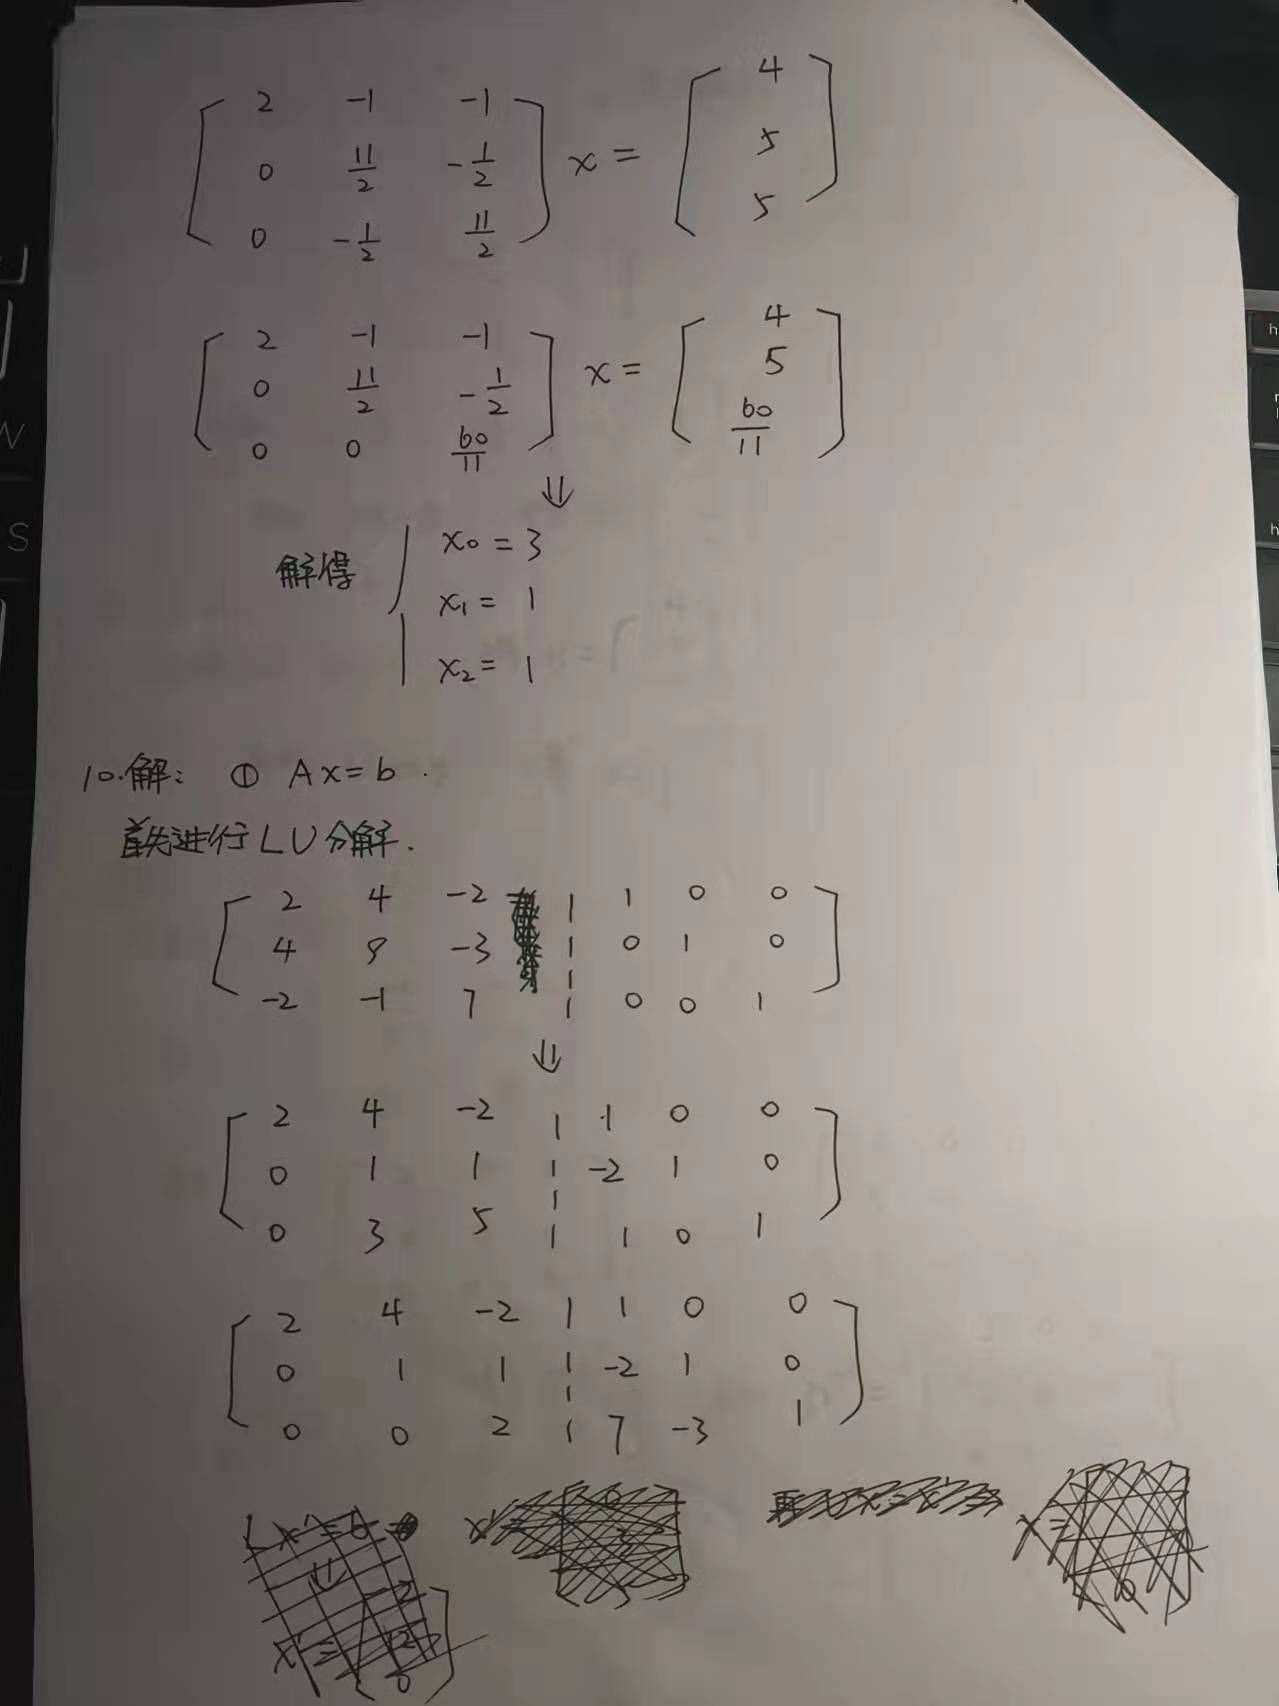 [ 2 -1 -1 ] [ 4 ]
[ 0 11/2 -1/2 ] x = [ 5 ]
[ 0 -1/2 11/2 ] [ 5 ]
[ 2 -1 -1 ] [ 4 ]
[ 0 11/2 -1/2 ] x = [ 5 ]
[ 0 0 60/11 ] [ 60/11 ]
⇓
x₀ = 3
解得 { x₁ = 1
x₂ = 1
10.解: ① Ax=b.
首先进行LU分解.
[ 2 4 -2 | 1 0 0 ]
[ 4 9 -3 | 0 1 0 ]
[ -2 -1 7 | 0 0 1 ]
⇓
[ 2 4 -2 | 1 0 0 ]
[ 0 1 1 | -2 1 0 ]
[ 0 3 5 | 1 0 1 ]
[ 2 4 -2 | 1 0 0 ]
[ 0 1 1 | -2 1 0 ]
[ 0 0 2 | 7 -3 1 ]